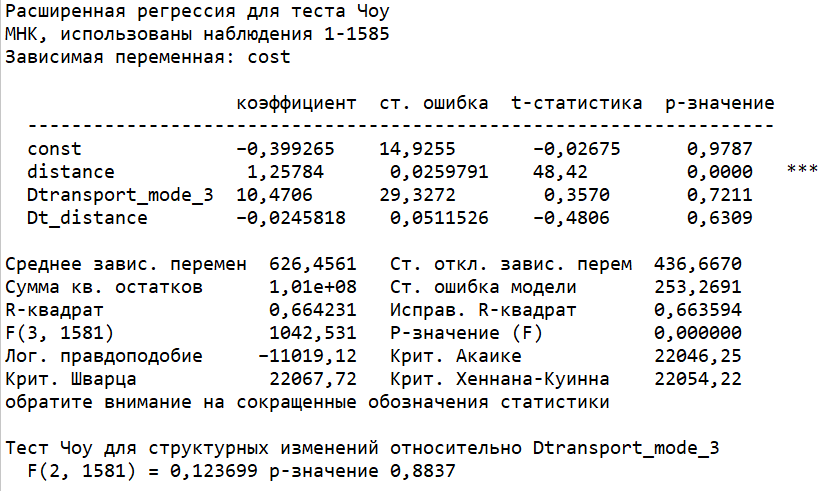 Расширенная регрессия для теста Чоу
МНК, использованы наблюдения 1-1585
Зависимая переменная: cost
коэффициент ст. ошибка t-статистика p-значение
---------------------------------------------------------------------
const −0,399265 14,9255 −0,02675 0,9787
distance 1,25784 0,0259791 48,42 0,0000 ***
Dtransport_mode_3 10,4706 29,3272 0,3570 0,7211
Dt_distance −0,0245818 0,0511526 −0,4806 0,6309
Среднее завис. перемен 626,4561 Ст. откл. завис. перем 436,6670
Сумма кв. остатков 1,01e+08 Ст. ошибка модели 253,2691
R-квадрат 0,664231 Исправ. R-квадрат 0,663594
F(3, 1581) 1042,531 P-значение (F) 0,000000
Лог. правдоподобие −11019,12 Крит. Акаике 22046,25
Крит. Шварца 22067,72 Крит. Хеннана-Куинна 22054,22
обратите внимание на сокращенные обозначения статистики
Тест Чоу для структурных изменений относительно Dtransport_mode_3
F(2, 1581) = 0,123699 p-значение 0,8837